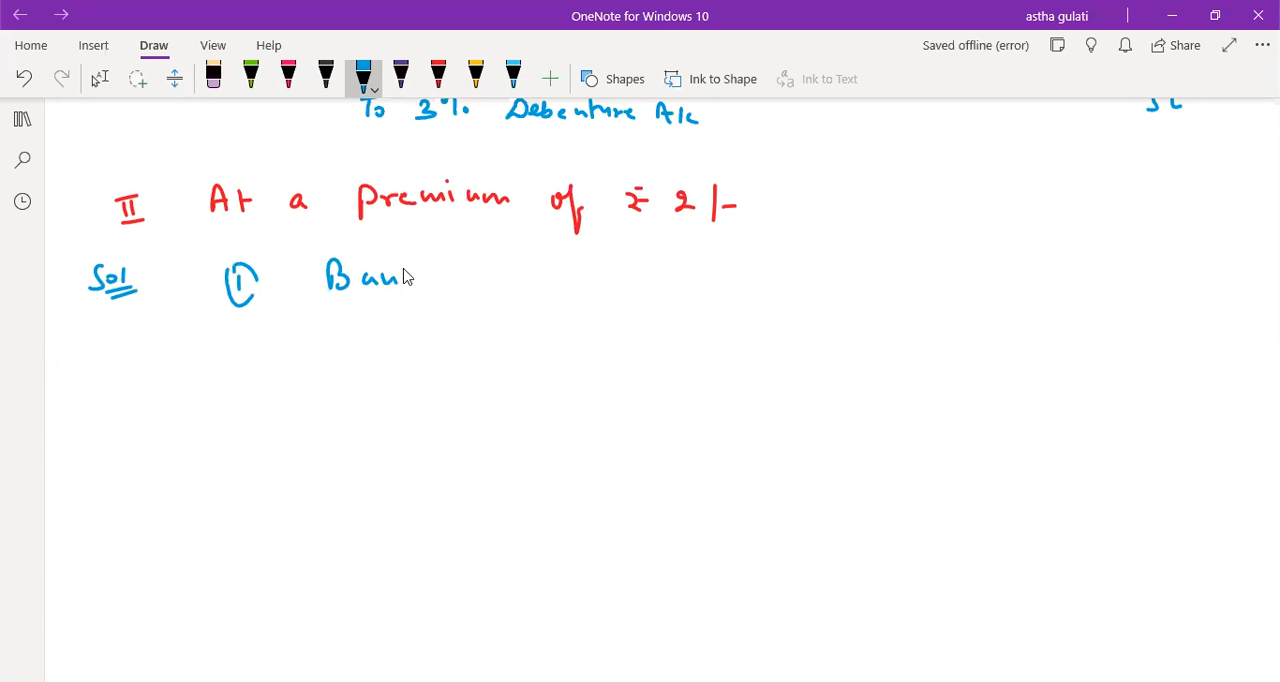 OneNote for Windows 10
astha gulati
Home Insert Draw View Help
Saved offline (error) Share
Shapes Ink to Shape Ink to Text
To 3% Debenture A/c
II At a Premium of ₹ 2/-
Sol ① Ban